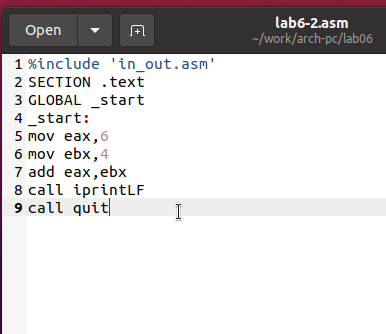 Open
lab6-2.asm
~/work/arch-pc/lab06
1 %include 'in_out.asm'
2 SECTION .text
3 GLOBAL _start
4 _start:
5 mov eax,6
6 mov ebx,4
7 add eax,ebx
8 call iprintLF
9 call quit